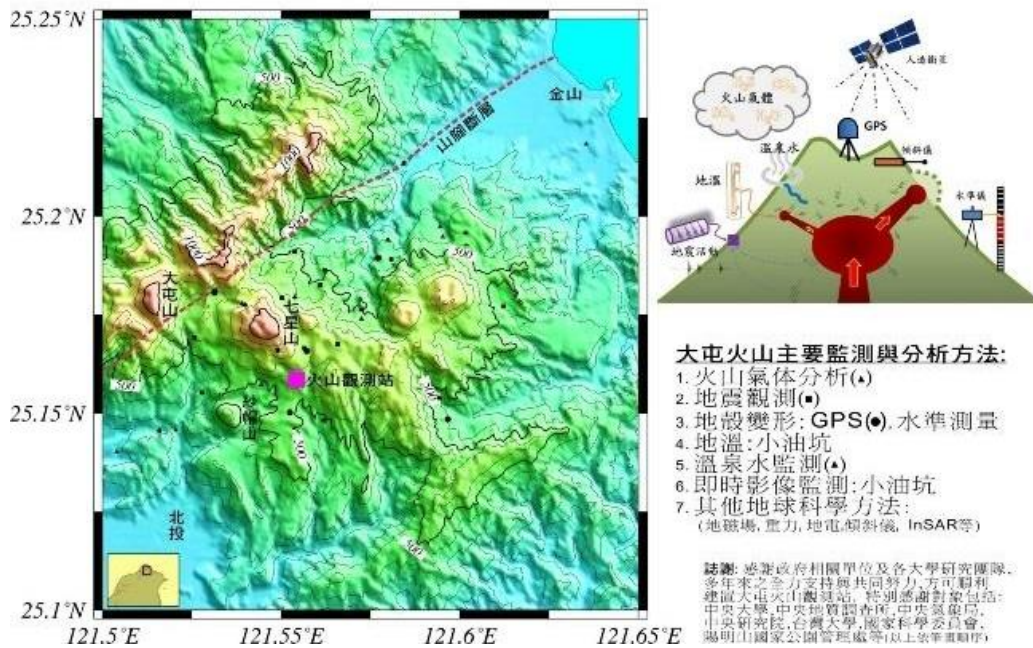 25.25°N
25.2°
25.15°
25.1°N
121.5°E
121.55°
121.6°
121.65°E
500
1000
金山
山腳斷層
500
1000
500
大屯山
七星山
火山觀測站
500
紗帽山
500
500
北投
500
人造衛星
火山氣體
GPS
溫泉水
傾斜儀
地溫
水準儀
地震活動
大屯火山主要監測與分析方法:
1. 火山氣体分析(▲)
2. 地震觀測(■)
3. 地殼變形: GPS(●), 水準測量
4. 地溫:小油坑
5. 溫泉水監測(▲)
6. 即時影像監測:小油坑
7. 其他地球科學方法:
(地磁場, 重力, 地電, 傾斜儀, InSAR等)
誌謝: 感謝政府相關單位及各大學研究團隊,
多年來之全力支持與共同努力, 方可順利
建置大屯火山觀測站, 特別感謝對象包括:
中央大學, 中央地質調查所, 中央氣象局,
中央研究院, 台灣大學, 國家科學委員會,
陽明山國家公園管理處等(以上依筆畫順序)